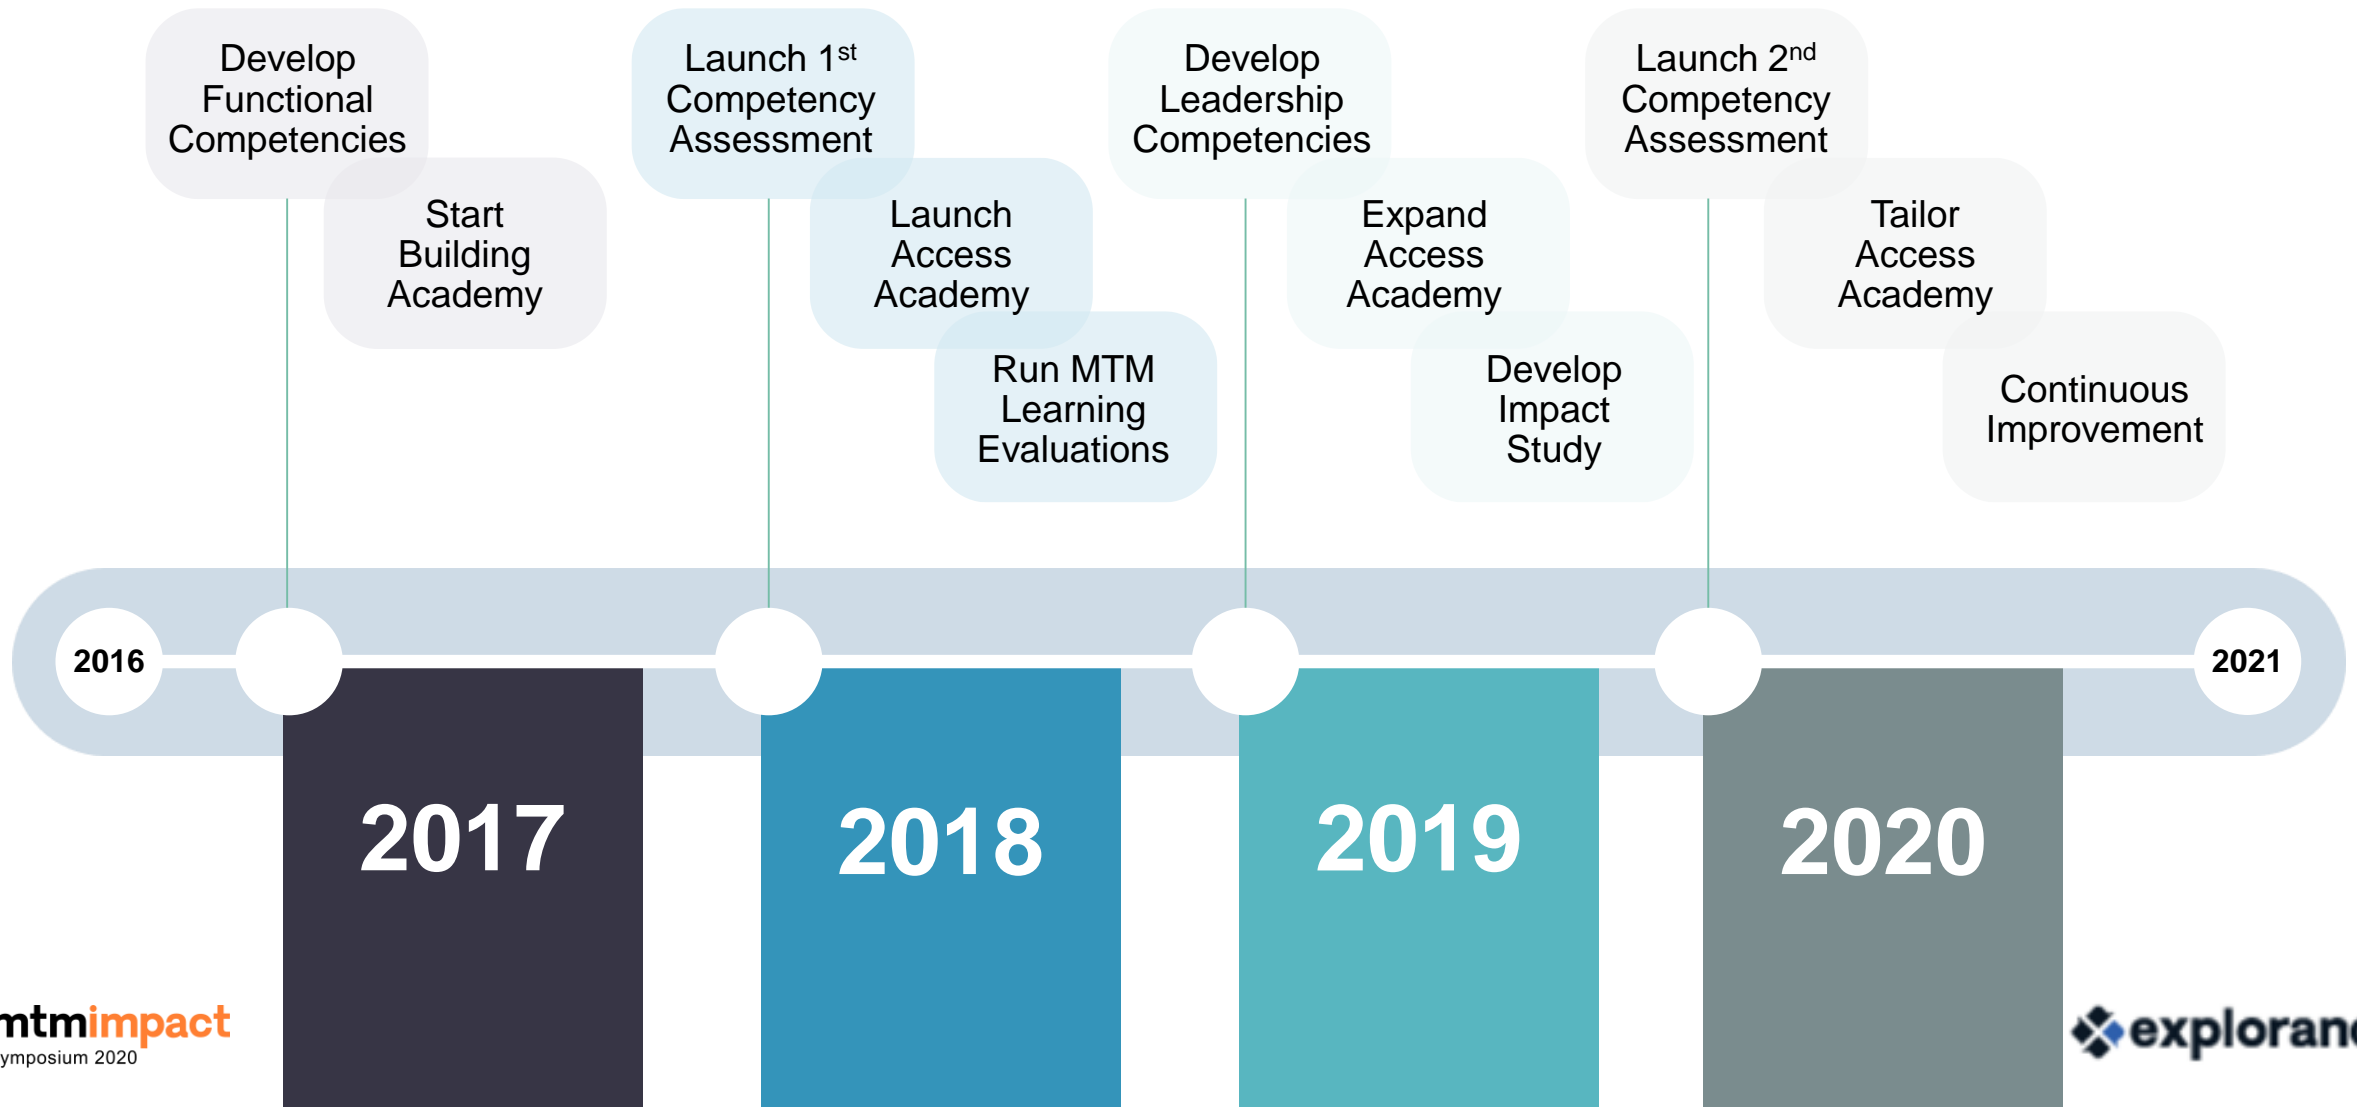 Develop
Functional
Competencies
Start
Building
Academy
Launch 1st
Competency
Assessment
Launch
Access
Academy
Run MTM
Learning
Evaluations
Develop
Leadership
Competencies
Expand
Access
Academy
Develop
Impact
Study
Launch 2nd
Competency
Assessment
Tailor
Access
Academy
Continuous
Improvement
2016
2021
2017
2018
2019
2020
mtmimpact
ymposium 2020
exploranc